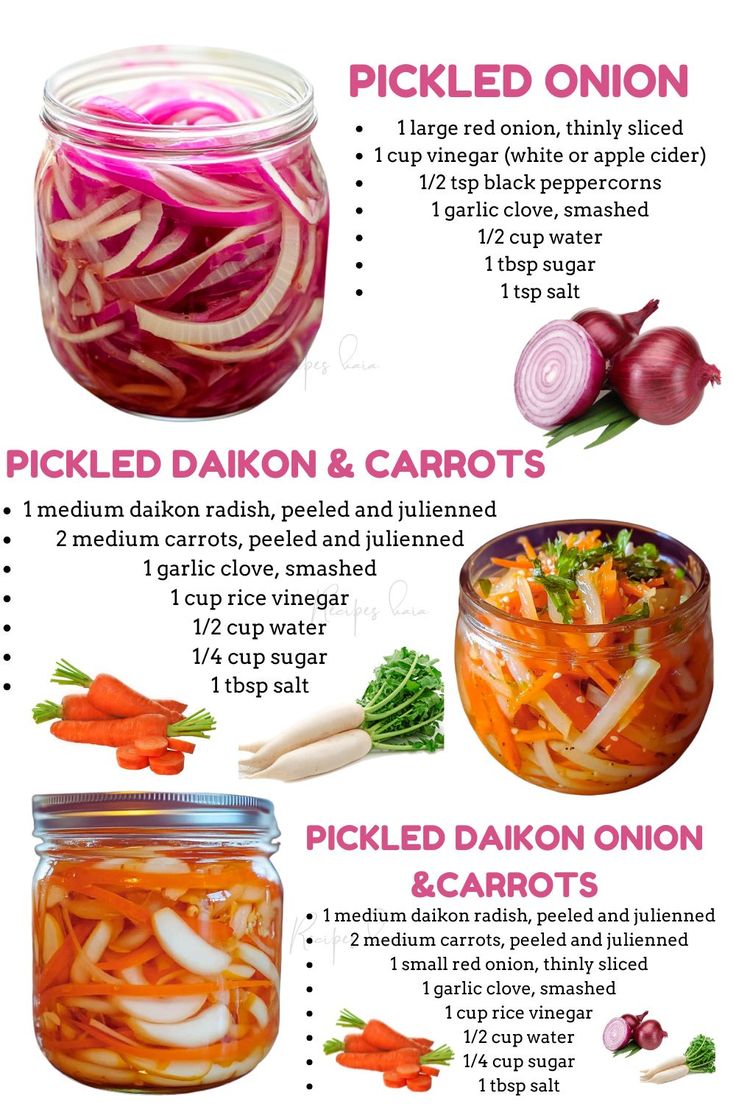 PICKLED ONION
• 1 large red onion, thinly sliced
• 1 cup vinegar (white or apple cider)
• 1/2 tsp black peppercorns
• 1 garlic clove, smashed
• 1/2 cup water
• 1 tbsp sugar
• 1 tsp salt
PICKLED DAIKON & CARROTS
• 1 medium daikon radish, peeled and julienned
• 2 medium carrots, peeled and julienned
• 1 garlic clove, smashed
• 1 cup rice vinegar
Recipes haia
• 1/2 cup water
• 1/4 cup sugar
• 1 tbsp salt
PICKLED DAIKON ONION
&CARROTS
• 1 medium daikon radish, peeled and julienned
• 2 medium carrots, peeled and julienned
• 1 small red onion, thinly sliced
• 1 garlic clove, smashed
• 1 cup rice vinegar
• 1/2 cup water
• 1/4 cup sugar
• 1 tbsp salt